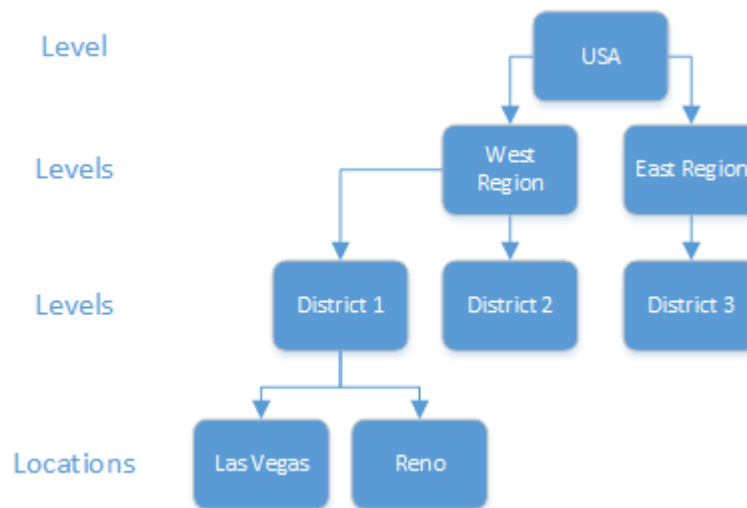 Level
USA
Levels
West
Region
East Region
Levels
District 1
District 2
District 3
Locations
Las Vegas
Reno